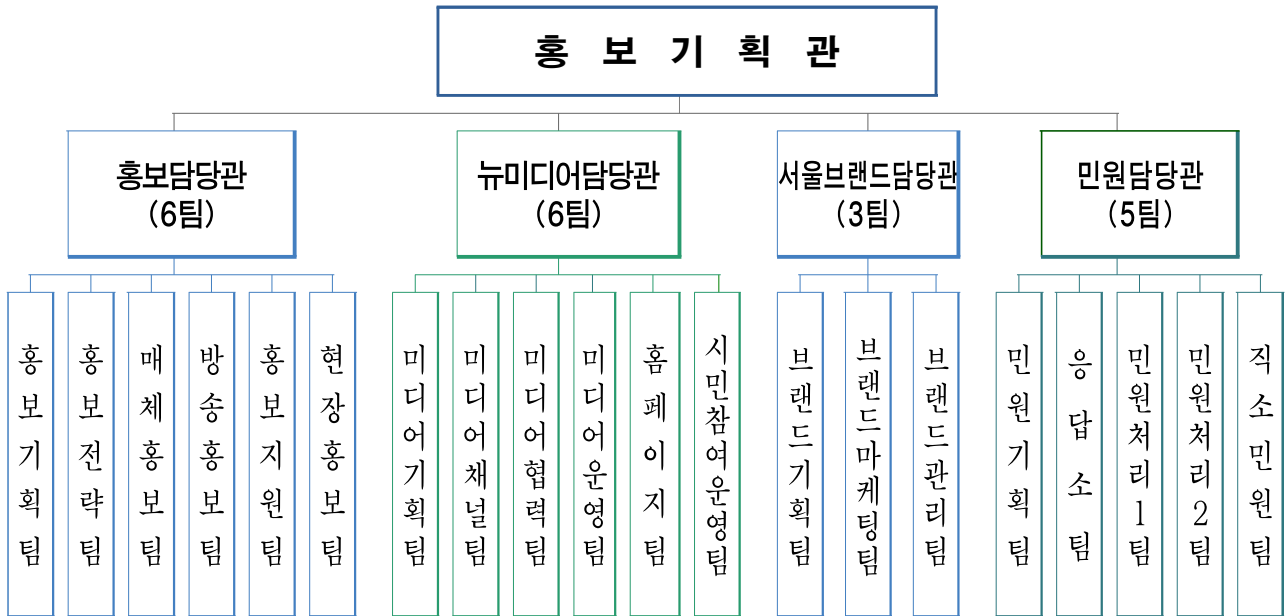 홍 보 기 획 관
홍보담당관
(6팀)
뉴미디어담당관
(6팀)
서울브랜드담당관
(3팀)
민원담당관
(5팀)
홍보기획팀
홍보전략팀
매체홍보팀
방송홍보팀
홍보지원팀
현장홍보팀
미디어기획팀
미디어채널팀
미디어협력팀
미디어운영팀
홈페이지팀
시민참여운영팀
브랜드기획팀
브랜드마케팅팀
브랜드관리팀
민원기획팀
응답소팀
민원처리1팀
민원처리2팀
직소민원팀